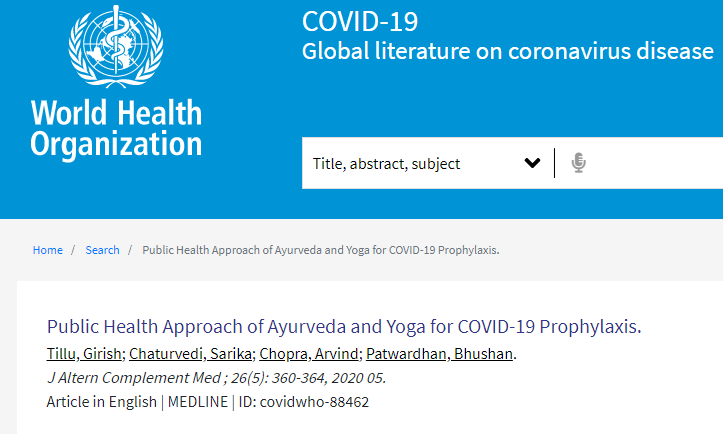 COVID-19
Global literature on coronavirus disease
World Health
Organization
Title, abstract, subject
Home / Search / Public Health Approach of Ayurveda and Yoga for COVID-19 Prophylaxis.
Public Health Approach of Ayurveda and Yoga for COVID-19 Prophylaxis.
Tillu, Girish; Chaturvedi, Sarika; Chopra, Arvind; Patwardhan, Bhushan.
J Altern Complement Med ; 26(5): 360-364, 2020 05.
Article in English | MEDLINE | ID: covidwho-88462